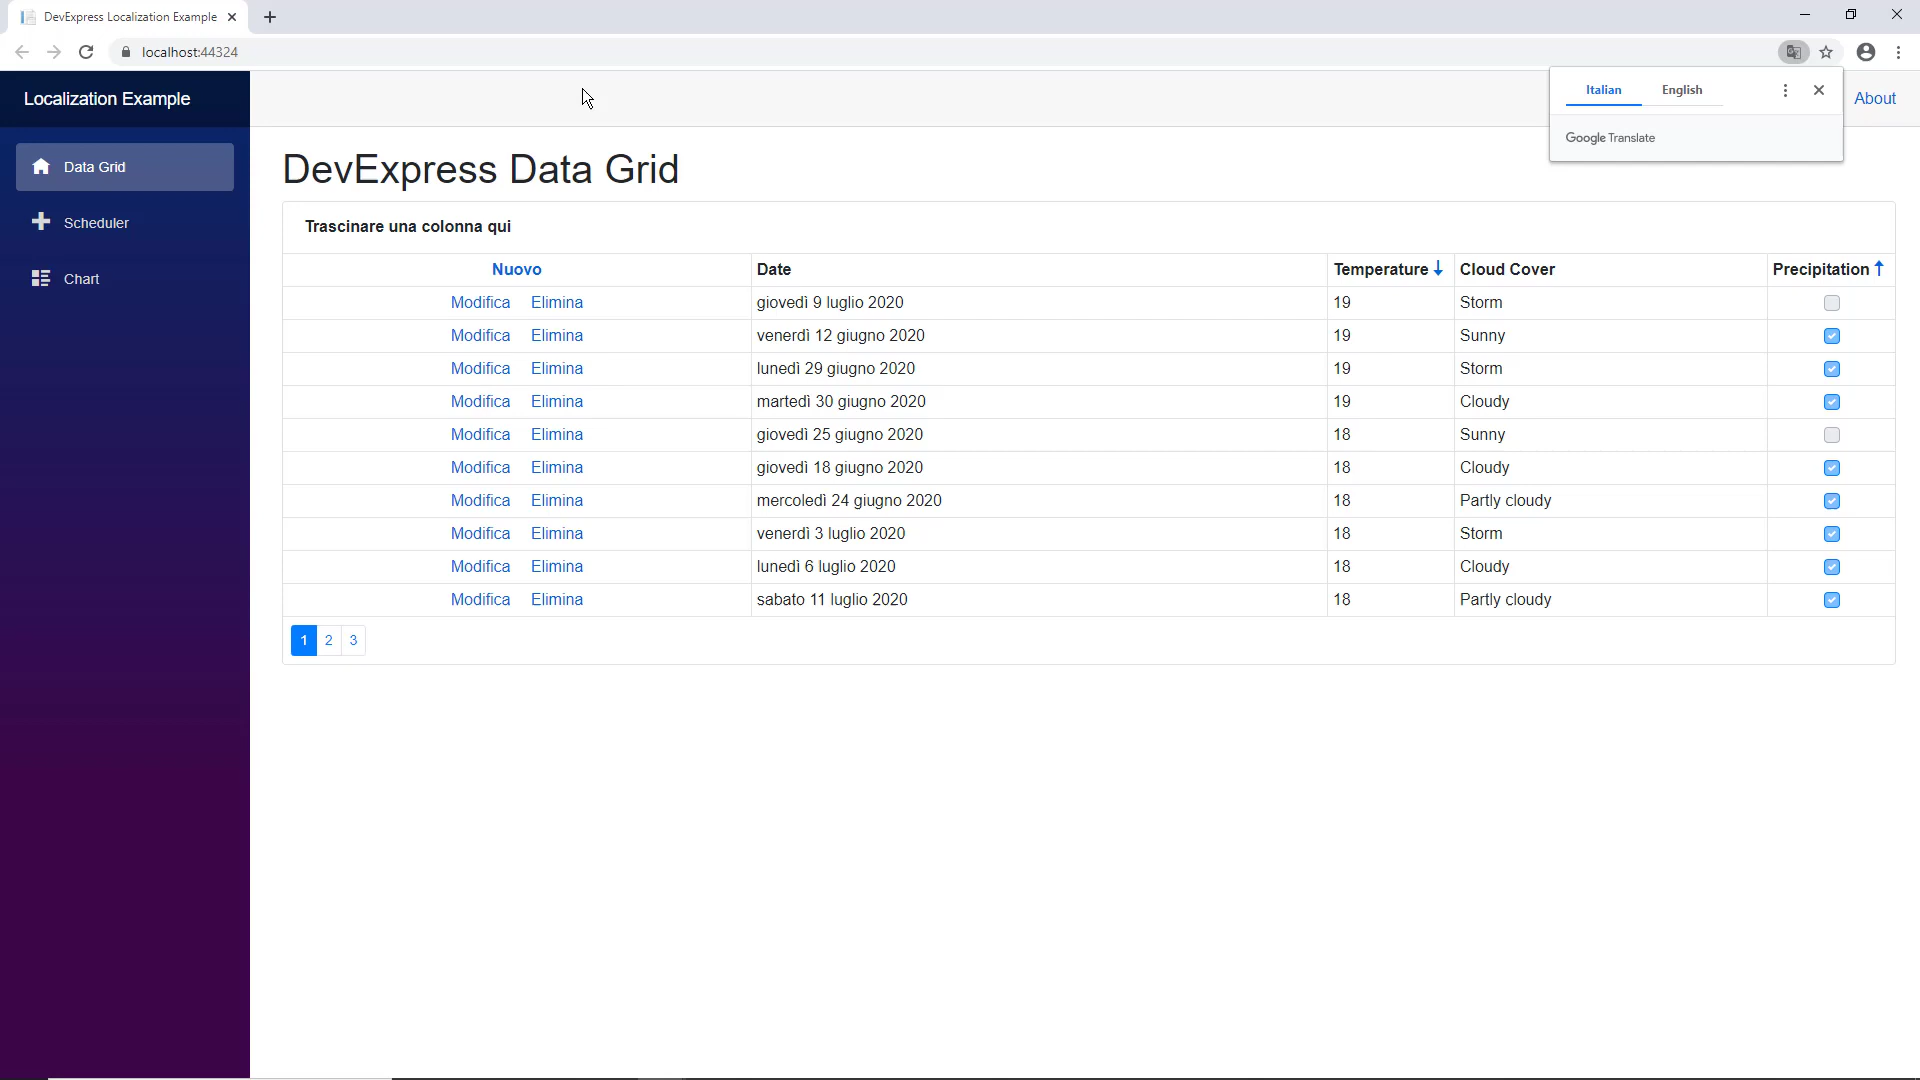 DevExpress Localization Example
localhost:44324
Localization Example
Italian English
About
Google Translate
Data Grid
Scheduler
Chart
DevExpress Data Grid
Trascinare una colonna qui
Nuovo Date Temperature Cloud Cover Precipitation
Modifica Elimina giovedì 9 luglio 2020 19 Storm
Modifica Elimina venerdì 12 giugno 2020 19 Sunny
Modifica Elimina lunedì 29 giugno 2020 19 Storm
Modifica Elimina martedì 30 giugno 2020 19 Cloudy
Modifica Elimina giovedì 25 giugno 2020 18 Sunny
Modifica Elimina giovedì 18 giugno 2020 18 Cloudy
Modifica Elimina mercoledì 24 giugno 2020 18 Partly cloudy
Modifica Elimina venerdì 3 luglio 2020 18 Storm
Modifica Elimina lunedì 6 luglio 2020 18 Cloudy
Modifica Elimina sabato 11 luglio 2020 18 Partly cloudy
1 2 3